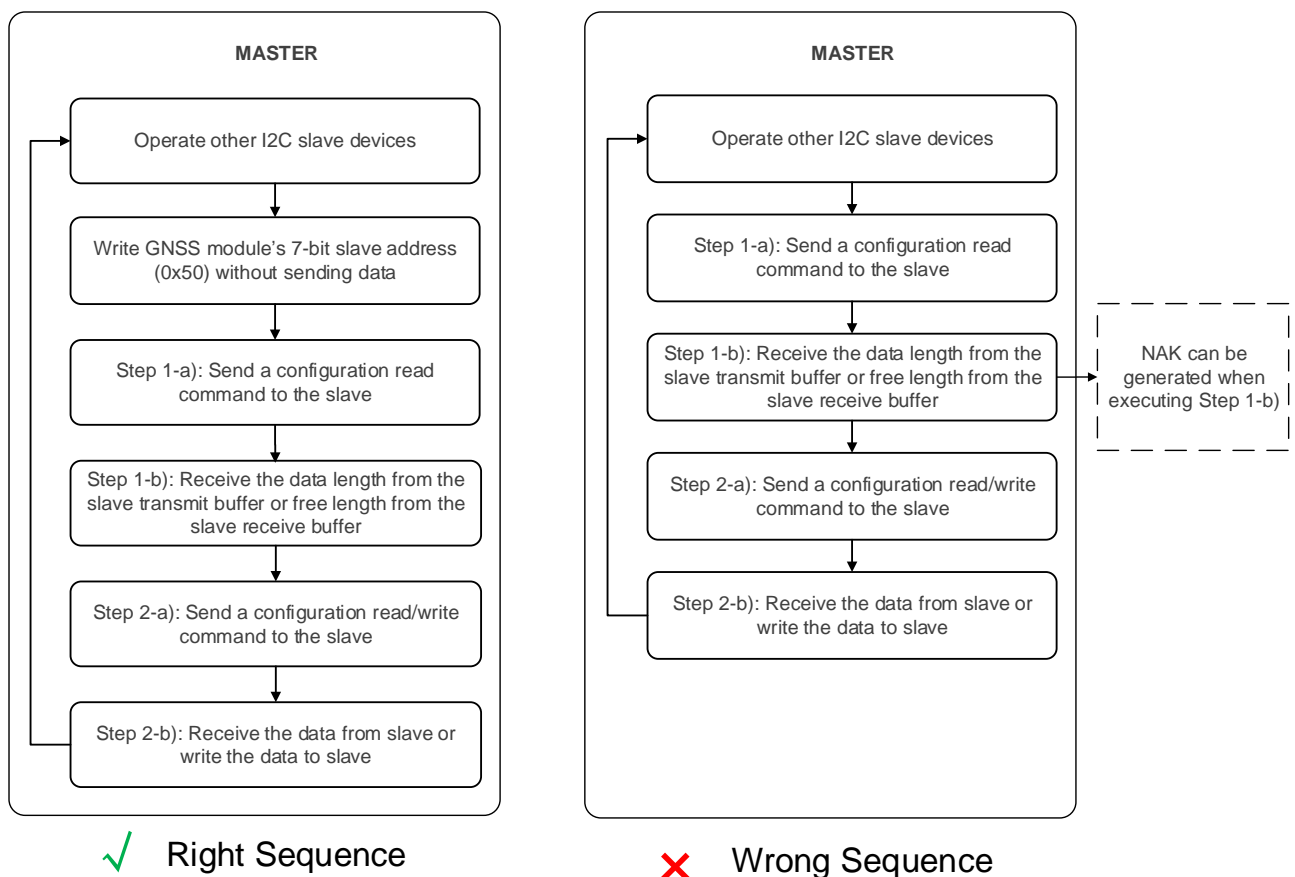 MASTER
Operate other I2C slave devices
Write GNSS module’s 7-bit slave address
(0x50) without sending data
Step 1-a): Send a configuration read
command to the slave
Step 1-b): Receive the data length from the
slave transmit buffer or free length from the
slave receive buffer
Step 2-a): Send a configuration read/write
command to the slave
Step 2-b): Receive the data from slave or
write the data to slave
√ Right Sequence
MASTER
Operate other I2C slave devices
Step 1-a): Send a configuration read
command to the slave
Step 1-b): Receive the data length from the
slave transmit buffer or free length from the
slave receive buffer
NAK can be
generated when
executing Step 1-b)
Step 2-a): Send a configuration read/write
command to the slave
Step 2-b): Receive the data from slave or
write the data to slave
× Wrong Sequence